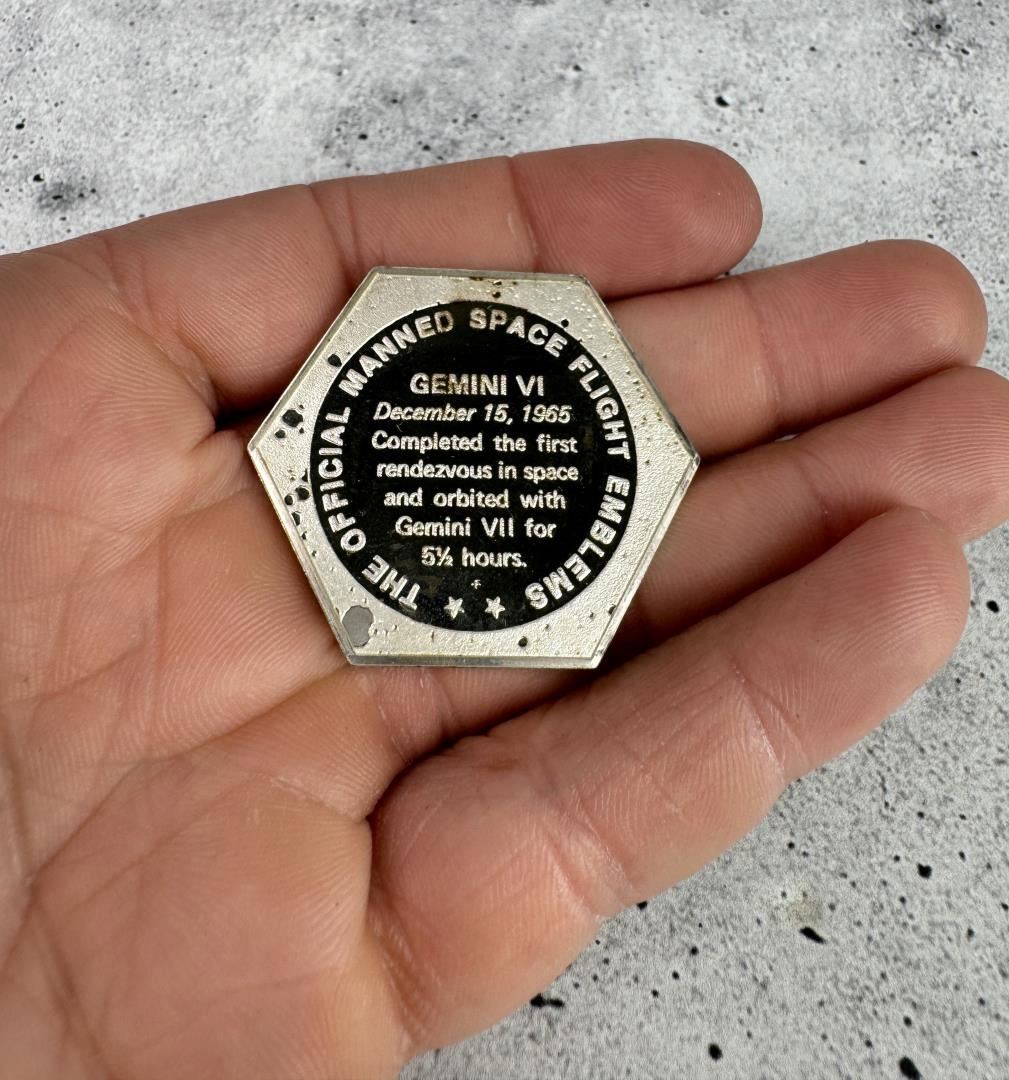 THE OFFICIAL MANNED SPACE FLIGHT EMBLEMS
GEMINI VI
December 15, 1965
Completed the first
rendezvous in space
and orbited with
Gemini VII for
5½ hours.